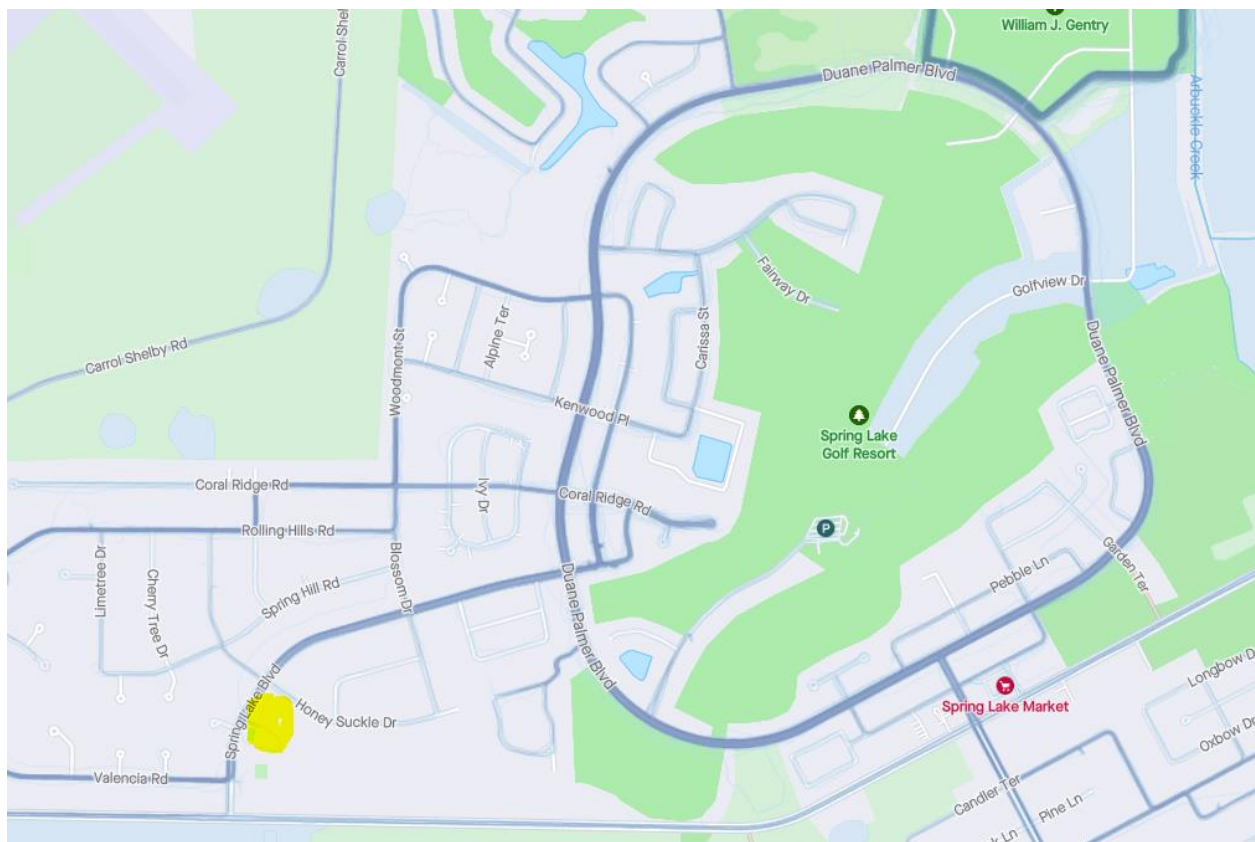 William J. Gentry
Carrol She
Duane Palmer Blvd
Arbuckle Creek
Fairway Dr
Golfview Dr
Carrol Shelby Rd
Woodmont St
Alpine Ter
Carissa St
Duane Palmer Blvd
Kenwood Pl
Spring Lake
Golf Resort
Coral Ridge Rd
Ivy Dr
Coral Ridge Rd
Rolling Hills Rd
P
Limetree Dr
Cherry Tree Dr
Spring Hill Rd
Blossom Dr
Duane Palmer Blvd
Pebble Ln
Garden Ter
Spring Lake Blvd
Honey Suckle Dr
Spring Lake Market
Longbow D
Oxbow Dr
Valencia Rd
Candler Ter
Pine Ln
k Ln